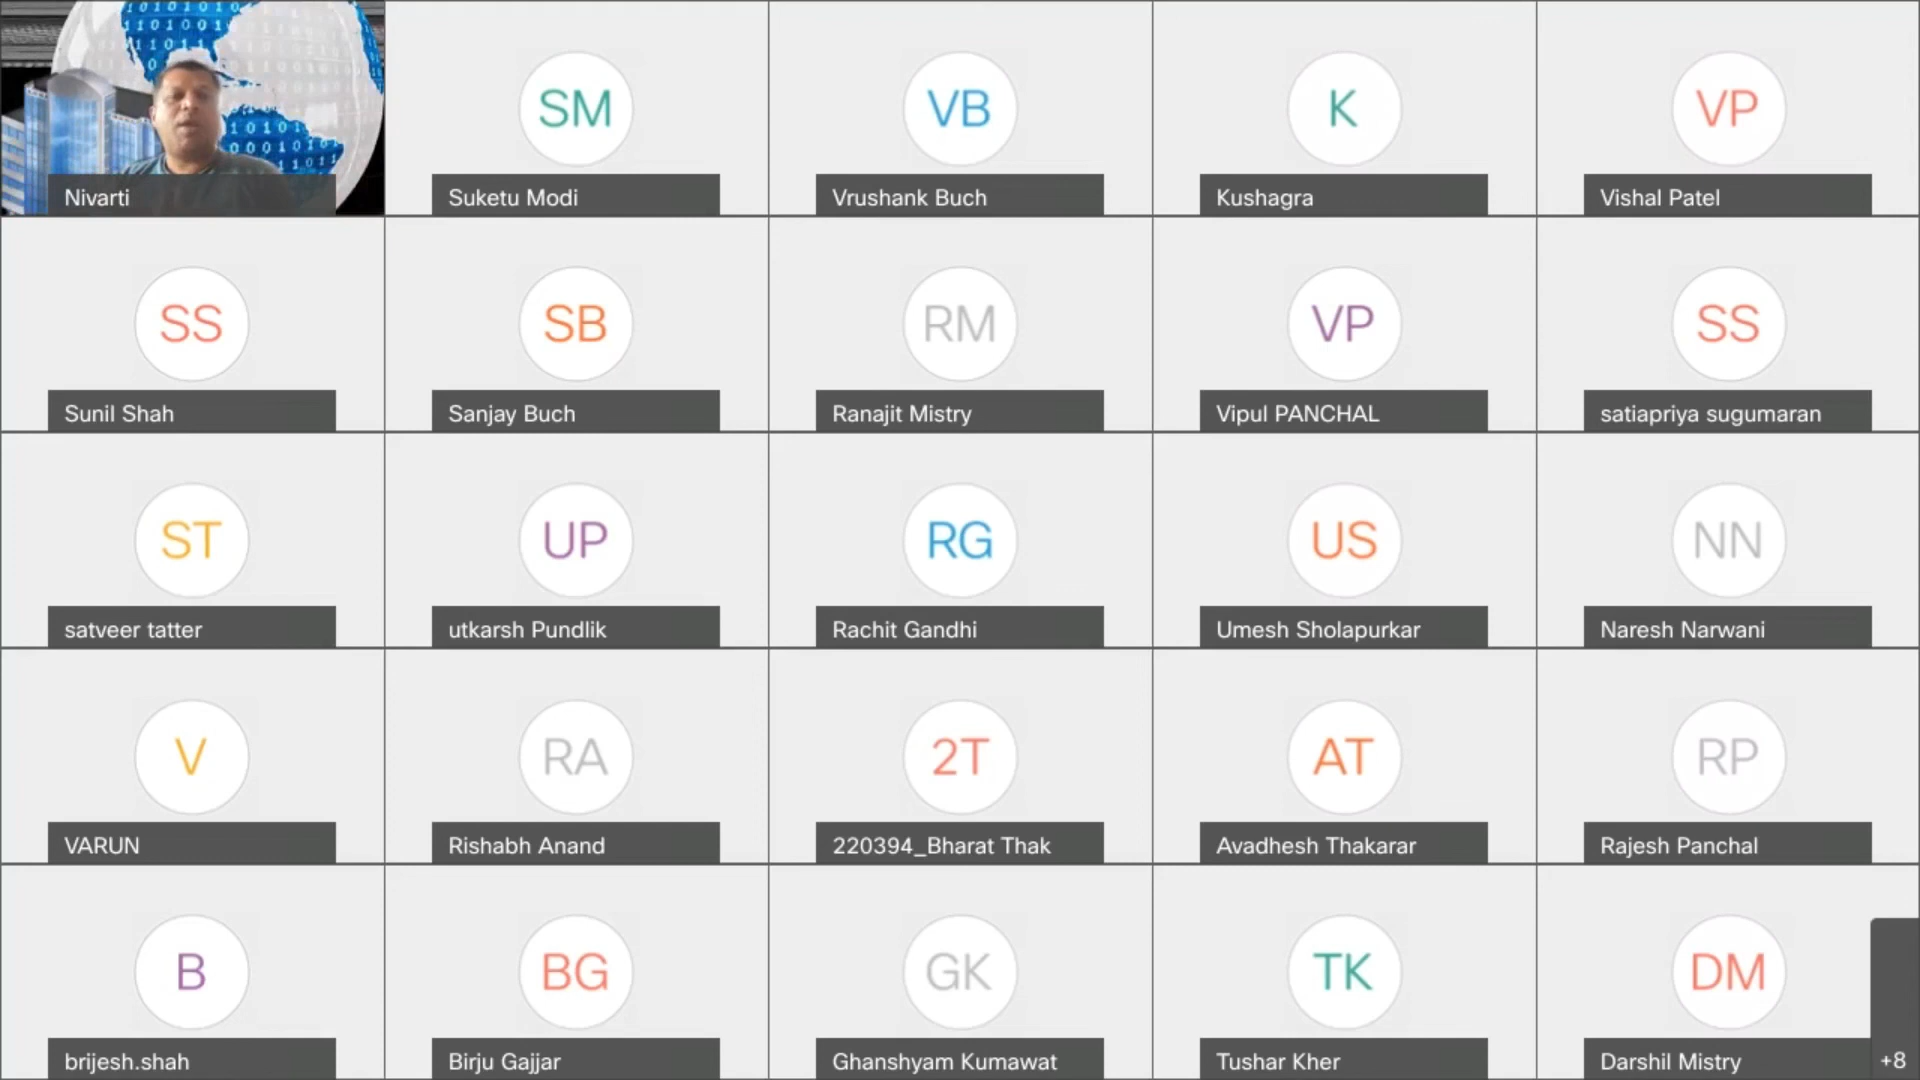 Nivarti
SM
Suketu Modi
VB
Vrushank Buch
K
Kushagra
VP
Vishal Patel
SS
Sunil Shah
SB
Sanjay Buch
RM
Ranajit Mistry
VP
Vipul PANCHAL
SS
satiapriya sugumaran
ST
satveer tatter
UP
utkarsh Pundlik
RG
Rachit Gandhi
US
Umesh Sholapurkar
NN
Naresh Narwani
V
VARUN
RA
Rishabh Anand
2T
220394_Bharat Thak
AT
Avadhesh Thakarar
RP
Rajesh Panchal
B
brijesh.shah
BG
Birju Gajjar
GK
Ghanshyam Kumawat
TK
Tushar Kher
DM
Darshil Mistry
+8